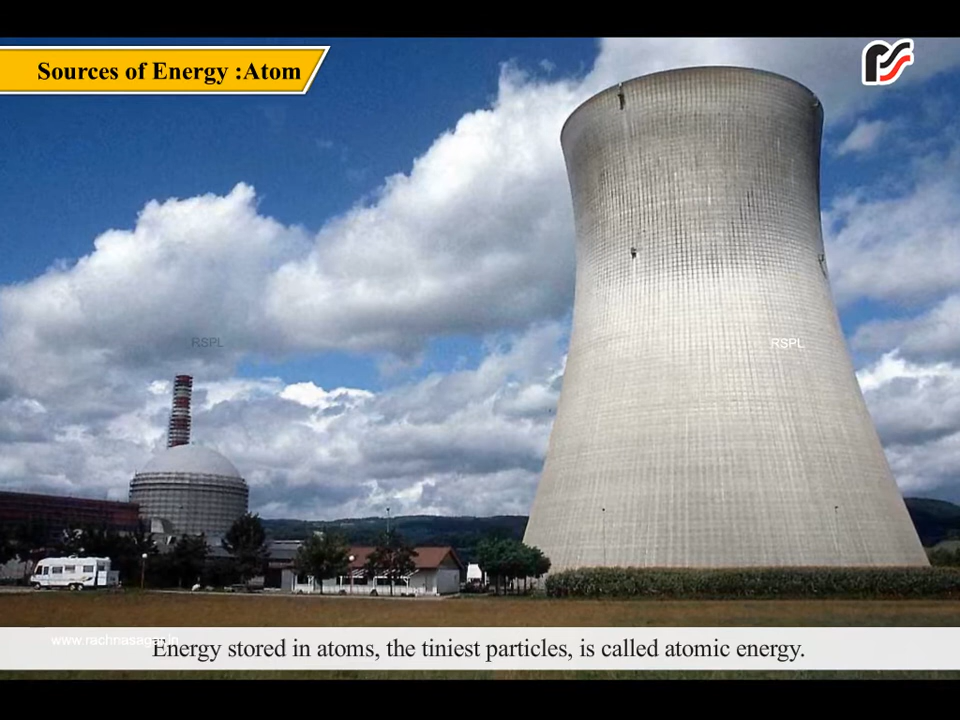 Sources of Energy :Atom
RSPL
RSPL
www.rachnasagar.in
Energy stored in atoms, the tiniest particles, is called atomic energy.